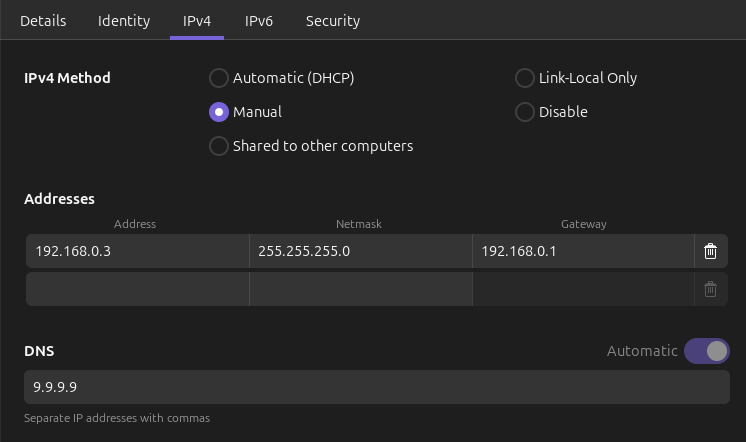 Details Identity IPv4 IPv6 Security
IPv4 Method Automatic (DHCP) Link-Local Only
Manual Disable
Shared to other computers
Addresses
Address Netmask Gateway
192.168.0.3 255.255.255.0 192.168.0.1
DNS Automatic
9.9.9.9
Separate IP addresses with commas